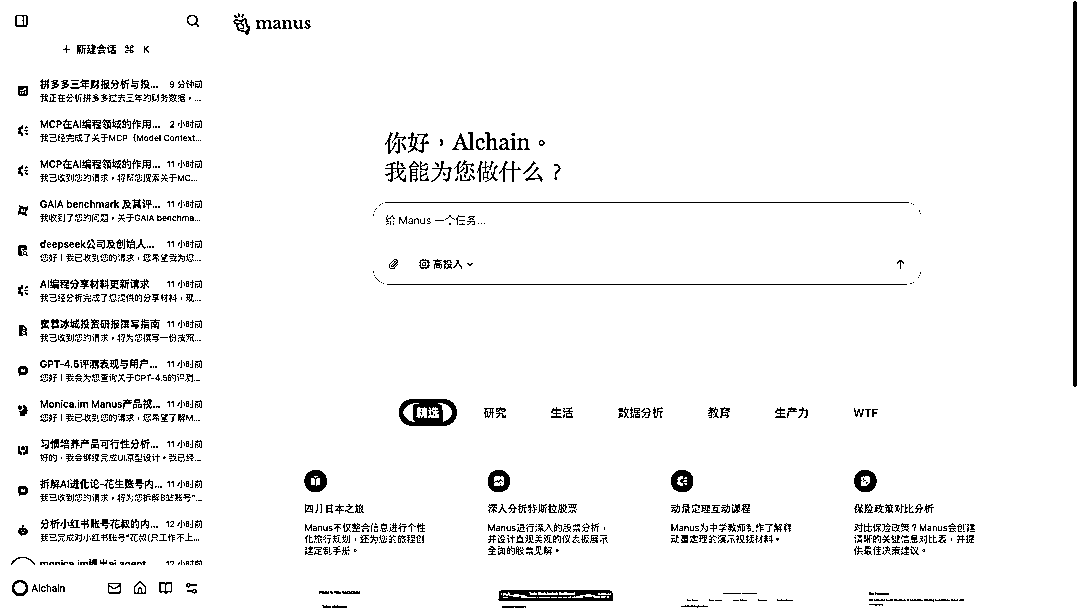 manus
+ 新建会话 ⌘ K
拼多多三年财报分析与投... 9 分钟前
我正在分析拼多多过去三年的财务数据，...
MCP在AI编程领域的作用... 2 小时前
我已经完成了关于MCP（Model Context...
MCP在AI编程领域的作用... 11 小时前
我已收到您的请求，将帮您搜索关于MC...
GAIA benchmark 及其评... 11 小时前
我收到了您的问题，关于GAIA benchma...
deepseek公司及创始人... 11 小时前
您好！我已收到您的请求，您希望我为您...
AI编程分享材料更新请求 11 小时前
我已经分析完成了您提供的分享材料，现...
蜜雪冰城投资研报撰写指南 11 小时前
我已收到您的请求，将为您撰写一份蜜雪...
GPT-4.5评测表现与用户... 11 小时前
您好！我会为您查询关于GPT-4.5的评测...
Monica.im Manus产品视... 11 小时前
您好！我已收到您的请求，您希望了解M...
习惯培养产品可行性分析... 11 小时前
好的，我会继续完成UI原型设计。我已经...
拆解AI进化论-花生账号内... 11 小时前
我已收到您的请求，将为您拆解B站账号“...
分析小红书账号花叔的内... 12 小时前
我已完成对小红书账号“花叔(只工作不上...
monica.im推出ai agent... 12 小时前
AIchain
你好，AIchain。
我能为您做什么？
给 Manus 一个任务...
高投入
精选 研究 生活 数据分析 教育 生产力 WTF
四月日本之旅
Manus不仅整合信息进行个性
化旅行规划，还为您的旅程创
建定制手册。
深入分析特斯拉股票
Manus进行深入的股票分析，
并设计直观美观的仪表板展示
全面的股票见解。
动量定理互动课程
Manus为中学教师制作了解释
动量定理的演示视频材料。
保险政策对比分析
对比保险政策？Manus会创建
清晰的关键信息对比表，并提
供最佳决策建议。